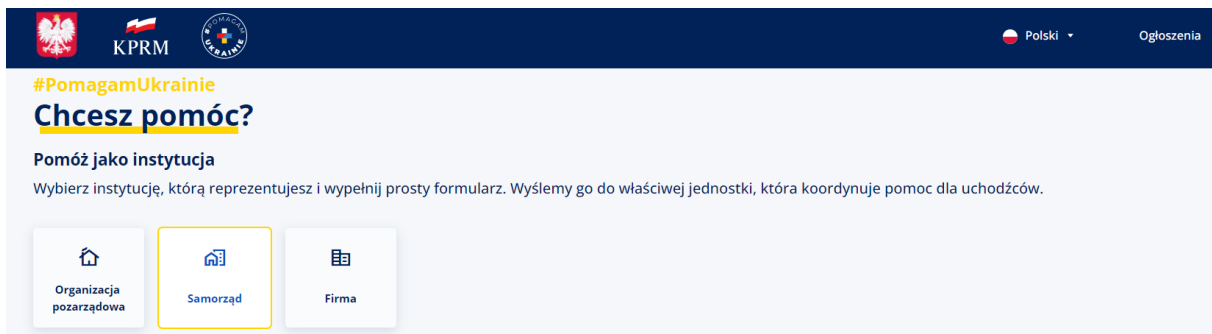 KPRM
#POMAGAM
UKRAINIE
Polski
Ogłoszenia
#PomagamUkrainie
Chcesz pomóc?
Pomóż jako instytucja
Wybierz instytucję, którą reprezentujesz i wypełnij prosty formularz. Wyślemy go do właściwej jednostki, która koordynuje pomoc dla uchodźców.
Organizacja
pozarządowa
Samorząd
Firma